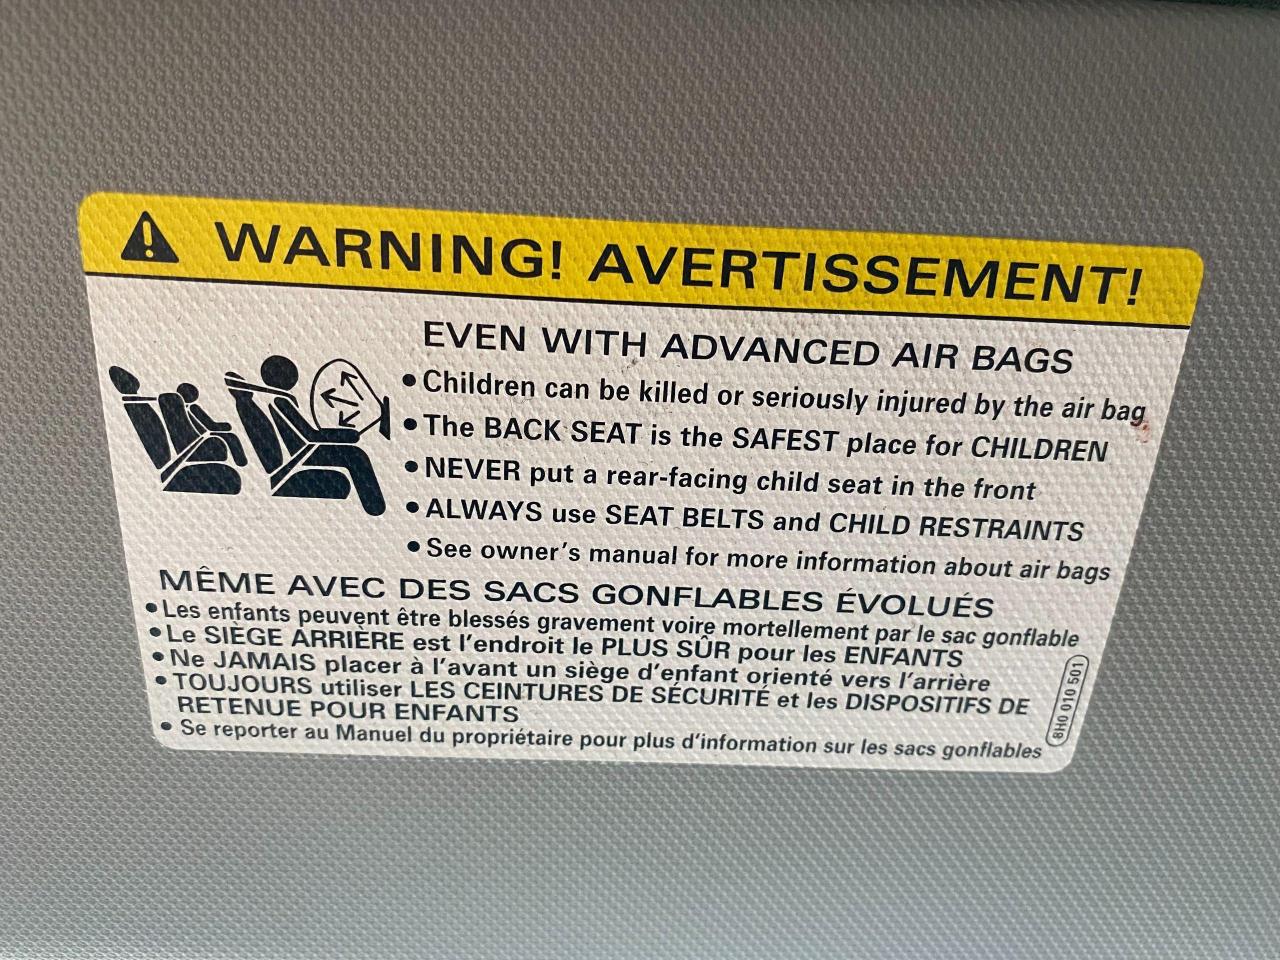 WARNING! AVERTISSEMENT!
EVEN WITH ADVANCED AIR BAGS
• Children can be killed or seriously injured by the air bag
• The BACK SEAT is the SAFEST place for CHILDREN
• NEVER put a rear-facing child seat in the front
• ALWAYS use SEAT BELTS and CHILD RESTRAINTS
• See owner's manual for more information about air bags
MÊME AVEC DES SACS GONFLABLES ÉVOLUÉS
• Les enfants peuvent être blessés gravement voire mortellement par le sac gonflable
• Le SIÈGE ARRIÈRE est l'endroit le PLUS SÛR pour les ENFANTS
• Ne JAMAIS placer à l'avant un siège d'enfant orienté vers l'arrière
• TOUJOURS utiliser LES CEINTURES DE SÉCURITÉ et les DISPOSITIFS DE
RETENUE POUR ENFANTS
• Se reporter au Manuel du propriétaire pour plus d'information sur les sacs gonflables
8H0 010 501